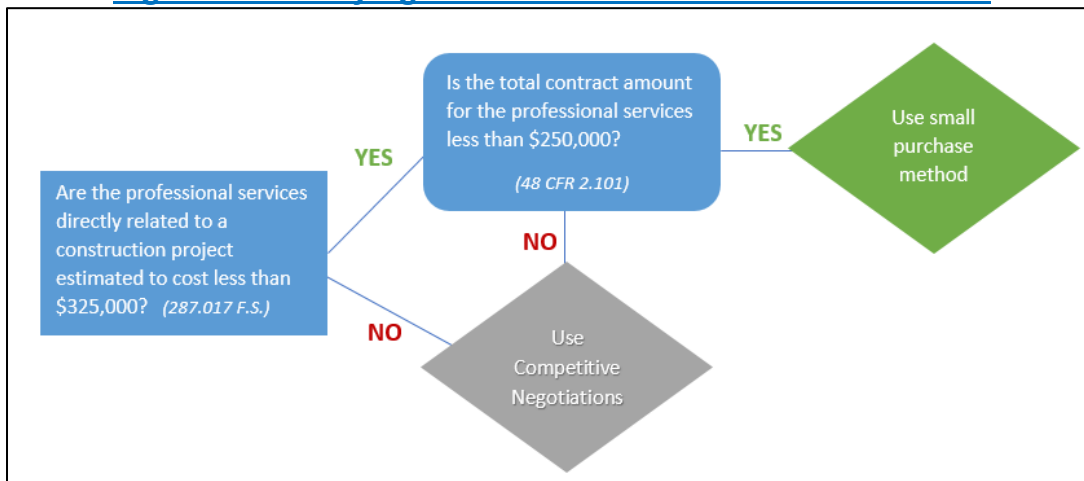 Are the professional services
directly related to a
construction project
estimated to cost less than
$325,000? (287.017 F.S.)
YES
NO
Is the total contract amount
for the professional services
less than $250,000?
(48 CFR 2.101)
YES
NO
Use small
purchase
method
Use
Competitive
Negotiations